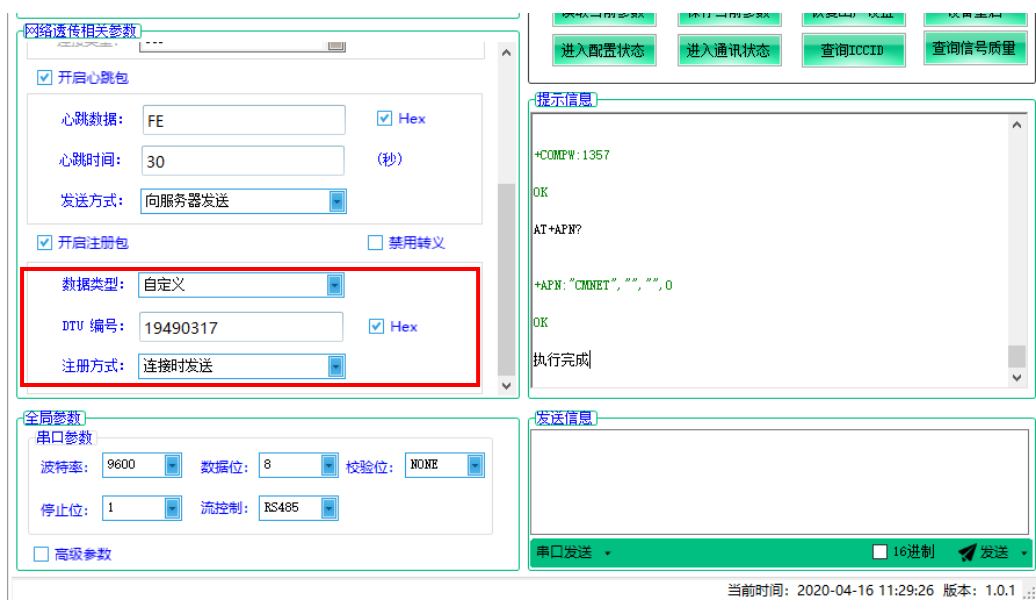 网络透传相关参数
开启心跳包
心跳数据: FE Hex
心跳时间: 30 (秒)
发送方式: 向服务器发送
开启注册包 禁用转义
数据类型: 自定义
DTU 编号: 19490317 Hex
注册方式: 连接时发送
全局参数
串口参数
波特率: 9600 数据位: 8 校验位: NONE
停止位: 1 流控制: RS485
高级参数
进入配置状态 进入通讯状态 查询ICCID 查询信号质量
提示信息
+COMPW:1357
OK
AT+APN?
+APN:"CMNET","","",0
OK
执行完成
发送信息
串口发送 16进制 发送
当前时间: 2020-04-16 11:29:26 版本: 1.0.1